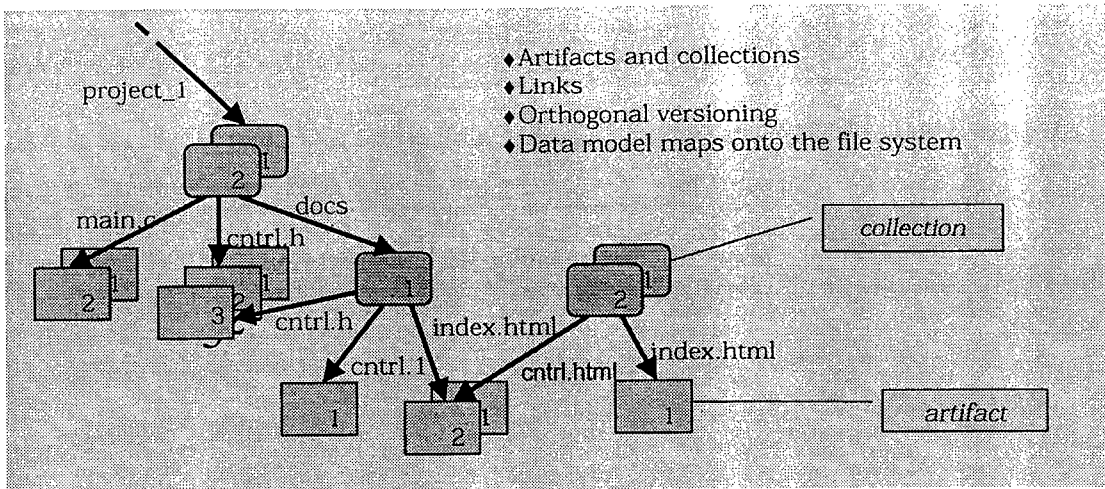 ♦Artifacts and collections
♦Links
♦Orthogonal versioning
♦Data model maps onto the file system
project_1
1
2
main.c
cntrl.h
docs
collection
1
2
1
2
3
1
1
2
cntrl.h
index.html
cntrl.1
cntrl.html
index.html
1
1
2
1
artifact